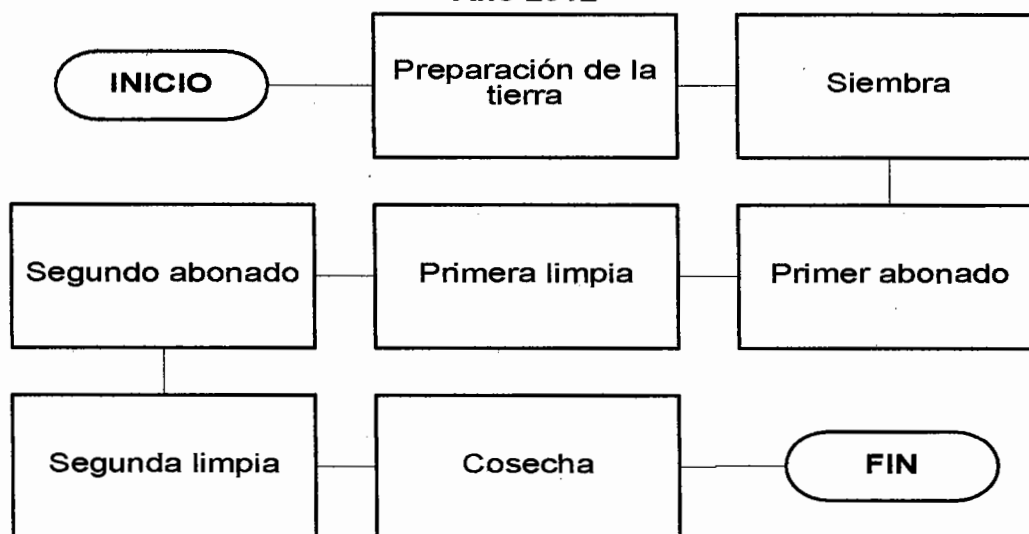 INICIO
Preparación de la
tierra
Siembra
Primer abonado
Primera limpia
Segundo abonado
Segunda limpia
Cosecha
FIN